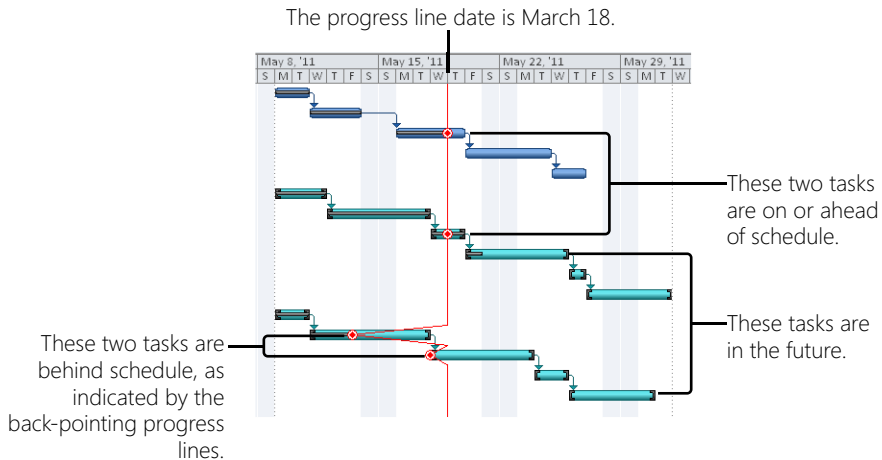 The progress line date is March 18.
May 8, '11 May 15, '11 May 22, '11 May 29, '11
S M T W T F S S M T W T F S S M T W T F S S M T W
These two tasks
are on or ahead
of schedule.
These tasks are
in the future.
These two tasks are
behind schedule, as
indicated by the
back-pointing progress
lines.